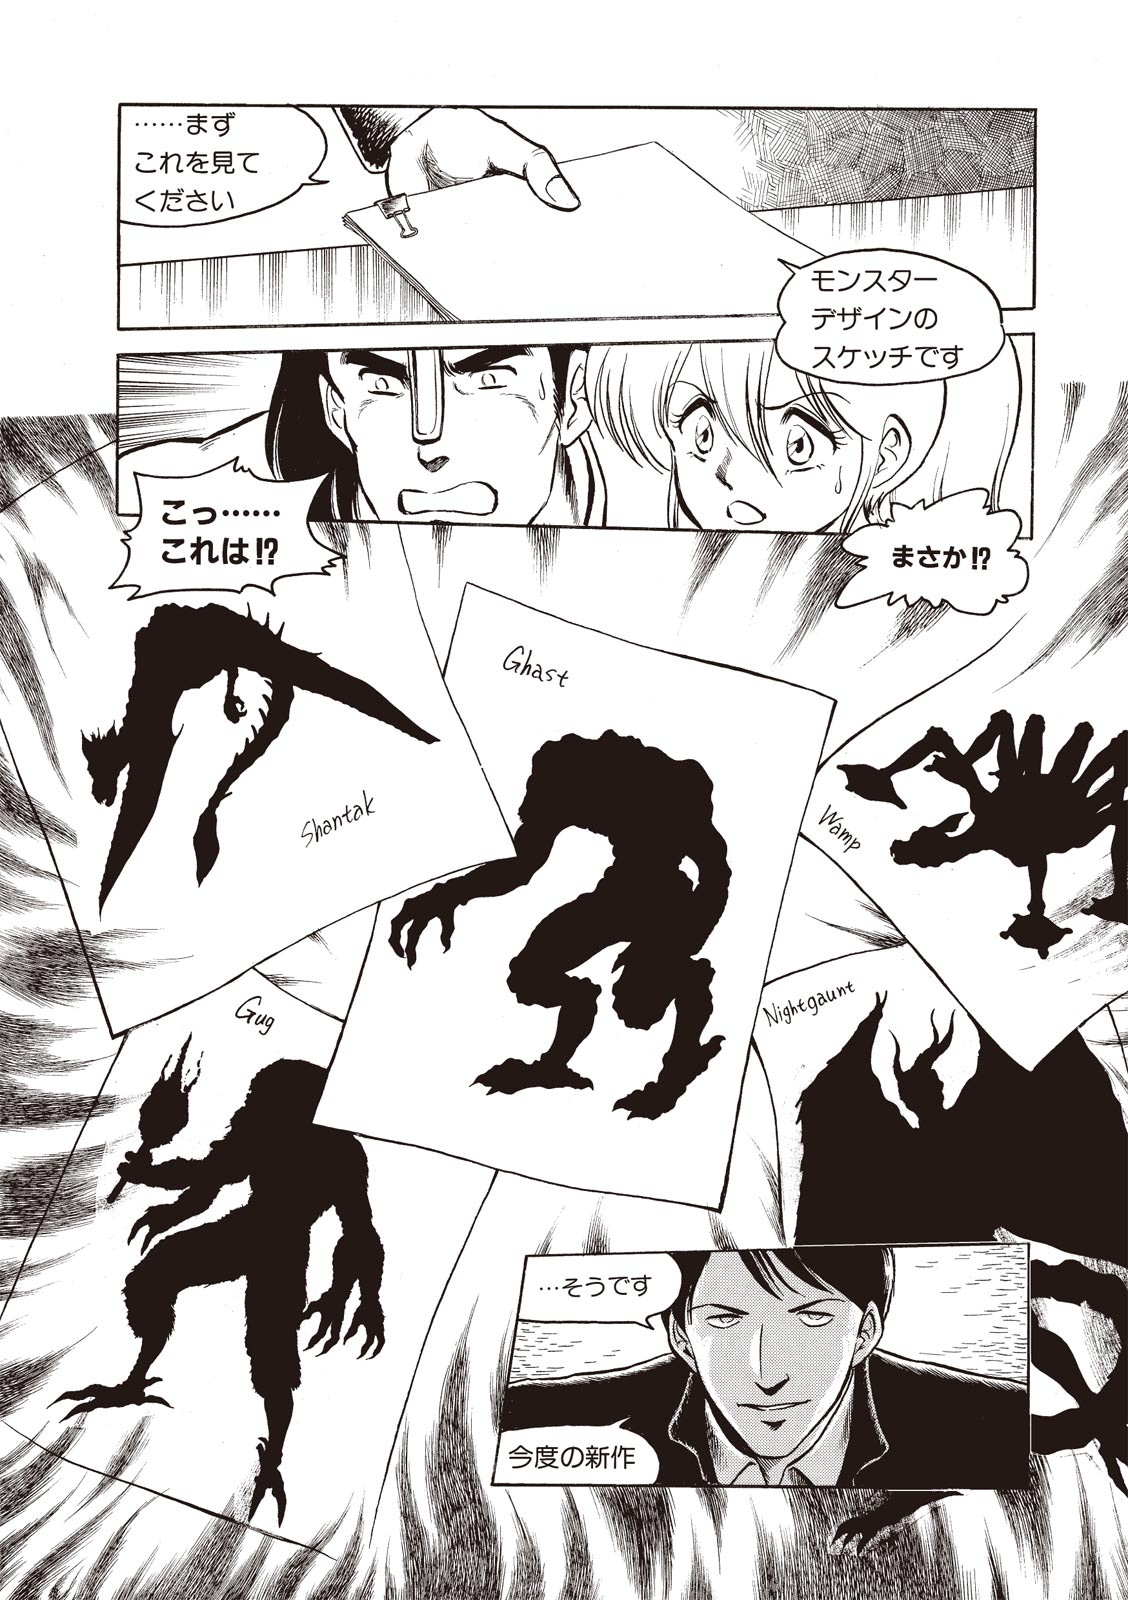 ……まず
これを見て
ください
モンスター
デザインの
スケッチです
こっ……
これは!?
まさか!?
Ghast
Shantak
Wamp
Gug
Nightgaunt
…そうです
今度の新作